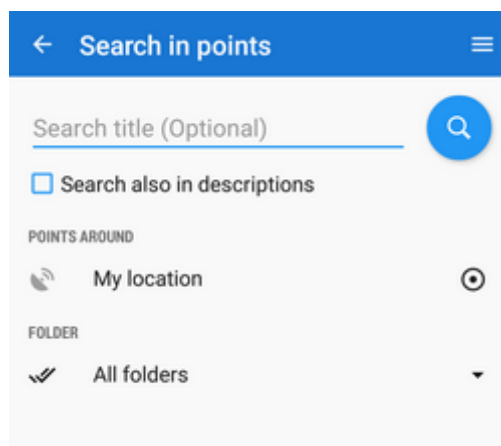 Search in points
Search title (Optional)
Search also in descriptions
POINTS AROUND
My location
FOLDER
All folders